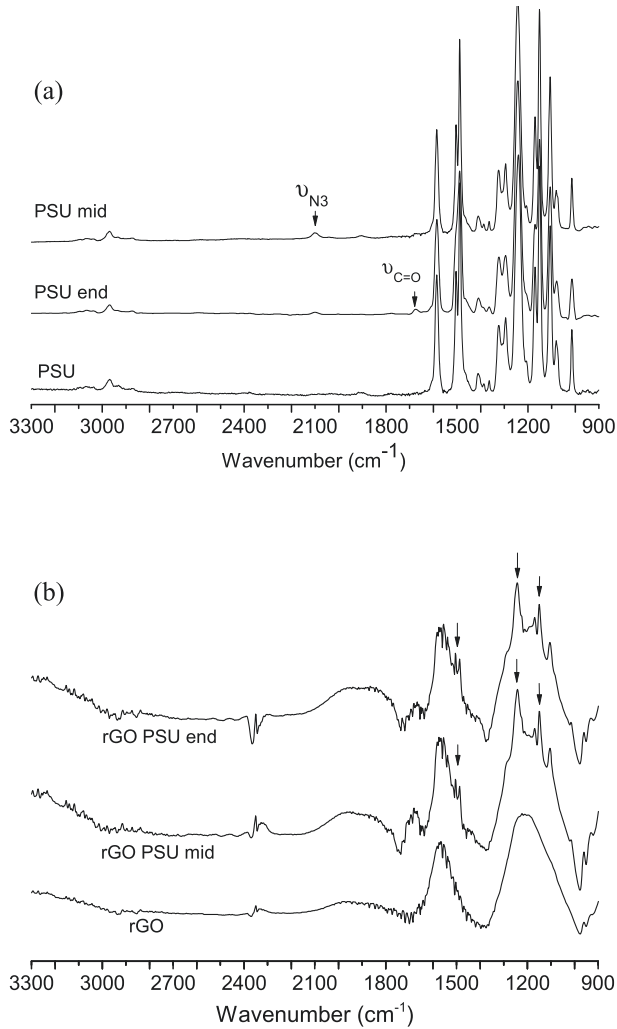 (a)
υN3
PSU mid
υC=O
PSU end
PSU
3300 3000 2700 2400 2100 1800 1500 1200 900
Wavenumber (cm-1)
(b)
rGO PSU end
rGO PSU mid
rGO
3300 3000 2700 2400 2100 1800 1500 1200 900
Wavenumber (cm-1)